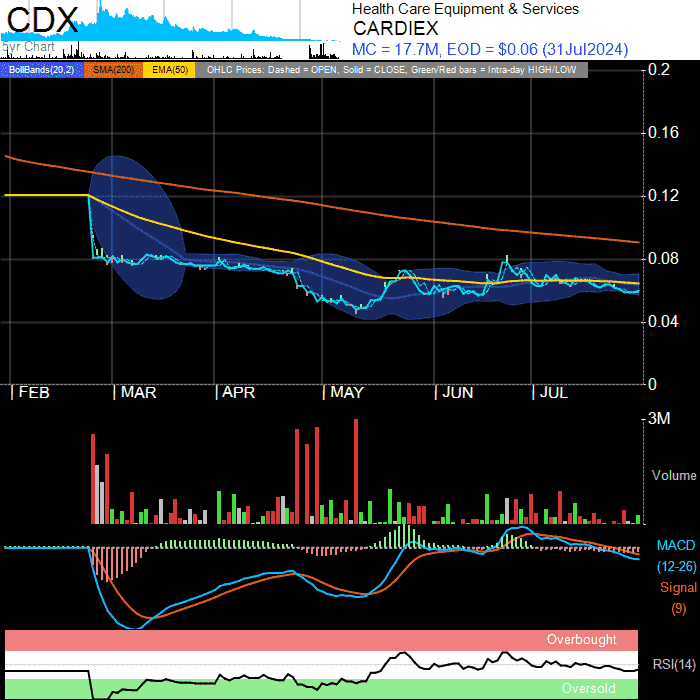 CDX
Health Care Equipment & Services
CARDIEX
5yr Chart
MC = 17.7M, EOD = $0.06 (31Jul2024)
BollBands(20,2) SMA(200) EMA(50) OHLC Prices: Dashed = OPEN, Solid = CLOSE, Green/Red bars = Intra-day HIGH/LOW
0.2
0.16
0.12
0.08
0.04
0
FEB MAR APR MAY JUN JUL
3M
Volume
MACD
(12-26)
Signal
(9)
Overbought
RSI(14)
Oversold